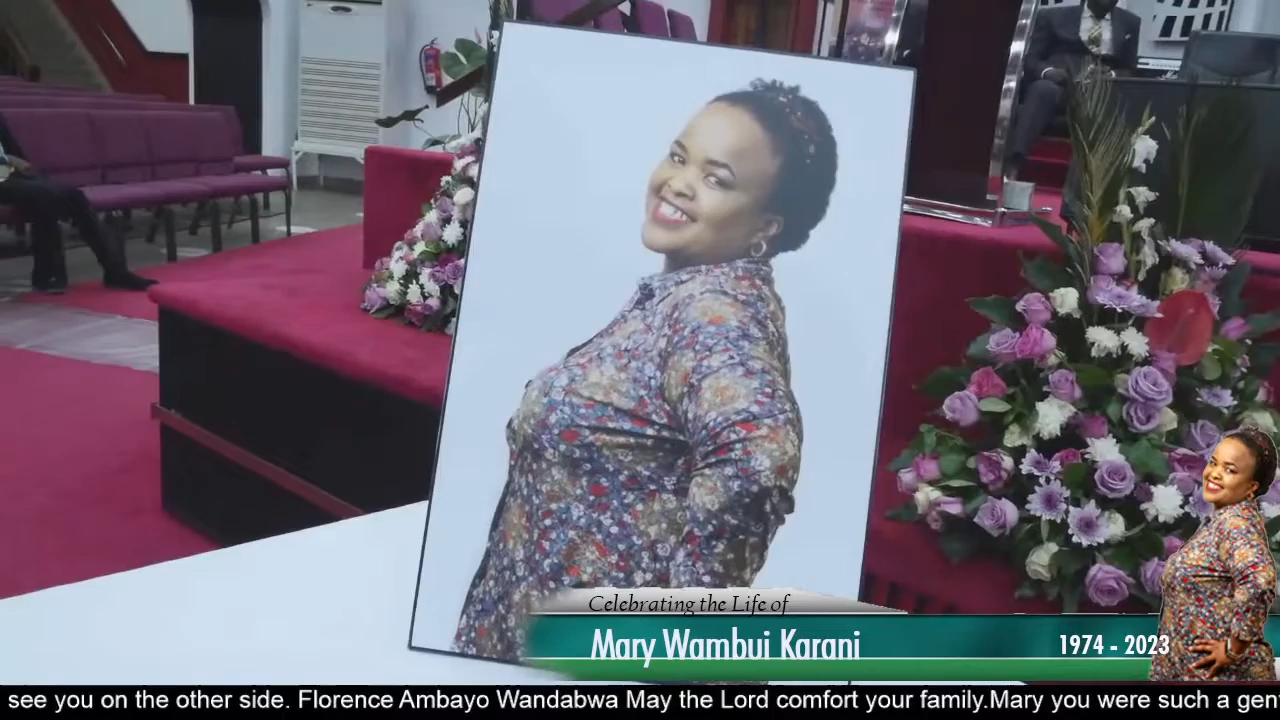 Celebrating the Life of
Mary Wambui Karani
1974 - 2023
see you on the other side. Florence Ambayo Wandabwa May the Lord comfort your family.Mary you were such a gen